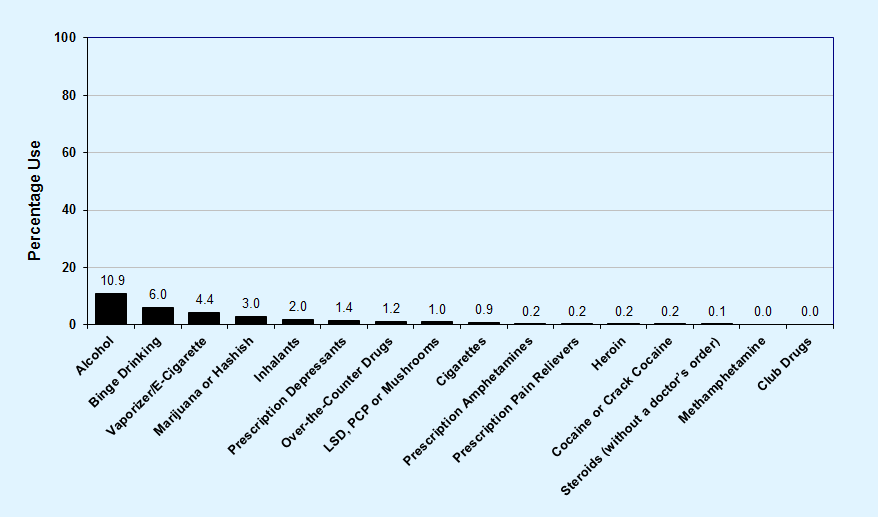 Percentage Use
100
80
60
40
20
0
10.9
6.0
4.4
3.0
2.0
1.4
1.2
1.0
0.9
0.2
0.2
0.2
0.2
0.1
0.0
0.0
Alcohol
Binge Drinking
Vaporizer/E-Cigarette
Marijuana or Hashish
Inhalants
Prescription Depressants
Over-the-Counter Drugs
LSD, PCP or Mushrooms
Cigarettes
Prescription Amphetamines
Prescription Pain Relievers
Heroin
Cocaine or Crack Cocaine
Steroids (without a doctor's order)
Methamphetamine
Club Drugs